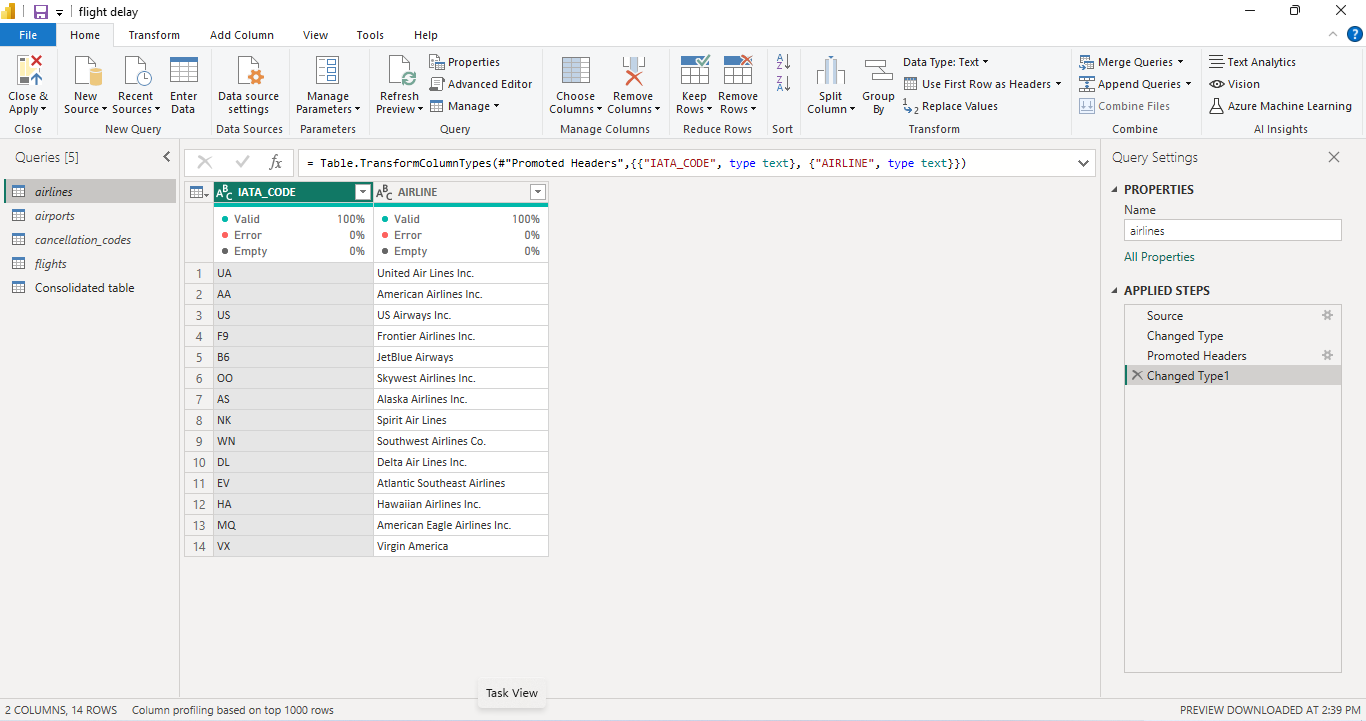 flight delay
File Home Transform Add Column View Tools Help
?
Close & Apply
New Source
Recent Sources
Enter Data
Data source settings
Manage Parameters
Refresh Preview
Properties
Advanced Editor
Manage
Choose Columns
Remove Columns
Keep Rows
Remove Rows
A Z
Z A
Split Column
Group By
Data Type: Text
Use First Row as Headers
1 2 Replace Values
Merge Queries
Append Queries
Combine Files
Text Analytics
Vision
Azure Machine Learning
Close New Query Data Sources Parameters Query Manage Columns Reduce Rows Sort Transform Combine AI Insights
Queries [5]
airlines
airports
cancellation_codes
flights
Consolidated table
fx = Table.TransformColumnTypes(#"Promoted Headers",{{"IATA_CODE", type text}, {"AIRLINE", type text}})
ABC IATA_CODE ABC AIRLINE
Valid 100% Valid 100%
Error 0% Error 0%
Empty 0% Empty 0%
1 UA United Air Lines Inc.
2 AA American Airlines Inc.
3 US US Airways Inc.
4 F9 Frontier Airlines Inc.
5 B6 JetBlue Airways
6 OO Skywest Airlines Inc.
7 AS Alaska Airlines Inc.
8 NK Spirit Air Lines
9 WN Southwest Airlines Co.
10 DL Delta Air Lines Inc.
11 EV Atlantic Southeast Airlines
12 HA Hawaiian Airlines Inc.
13 MQ American Eagle Airlines Inc.
14 VX Virgin America
Query Settings
PROPERTIES
Name
airlines
All Properties
APPLIED STEPS
Source
Changed Type
Promoted Headers
Changed Type1
Task View
2 COLUMNS, 14 ROWS Column profiling based on top 1000 rows PREVIEW DOWNLOADED AT 2:39 PM